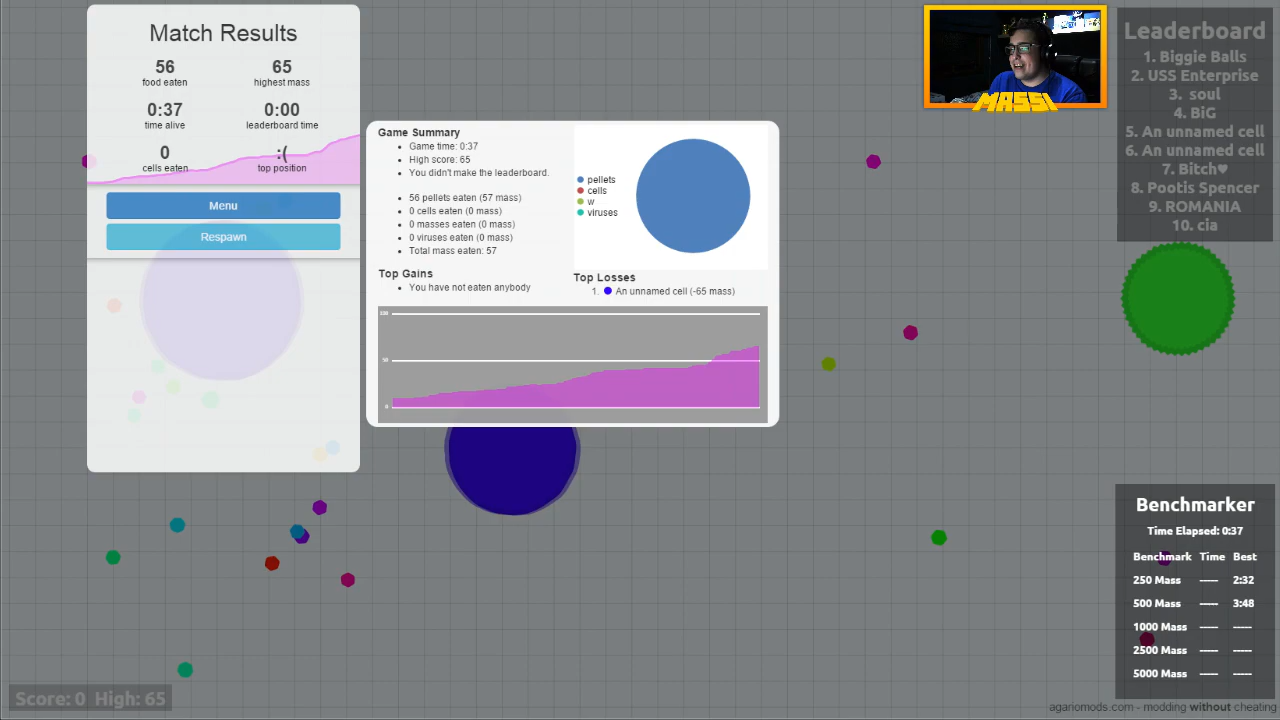 Match Results
56 65
food eaten highest mass
0:37 0:00
time alive leaderboard time
0 :(
cells eaten top position
Menu
Respawn
Game Summary
• Game time: 0:37
• High score: 65
• You didn't make the leaderboard.
• 56 pellets eaten (57 mass)
• 0 cells eaten (0 mass)
• 0 masses eaten (0 mass)
• 0 viruses eaten (0 mass)
• Total mass eaten: 57
pellets
cells
w
viruses
Top Gains
• You have not eaten anybody
Top Losses
1. An unnamed cell (-65 mass)
100
50
0
MASSI
Leaderboard
1. Biggie Balls
2. USS Enterprise
3. soul
4. BiG
5. An unnamed cell
6. An unnamed cell
7. Bitch♥
8. Pootis Spencer
9. ROMANIA
10. cia
Benchmarker
Time Elapsed: 0:37
Benchmark Time Best
250 Mass ----- 2:32
500 Mass ----- 3:48
1000 Mass ----- -----
2500 Mass ----- -----
5000 Mass ----- -----
Score: 0 High: 65
agariomods.com - modding without cheating